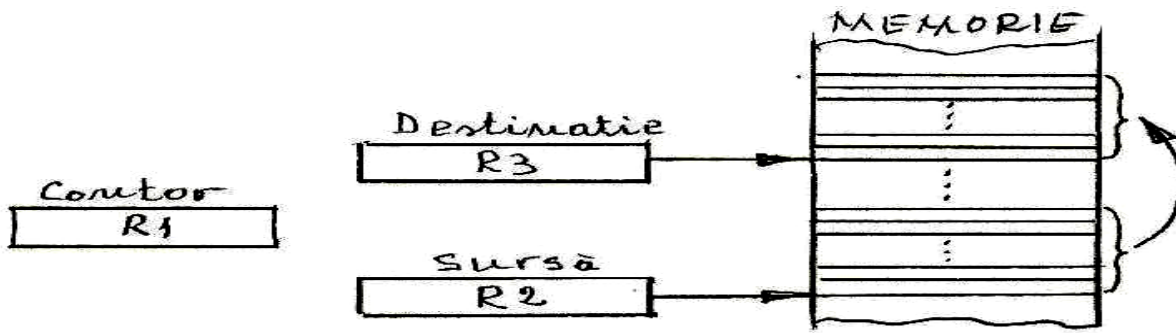 MEMORIE
Destinatie
R3
Contor
R1
Sursă
R2